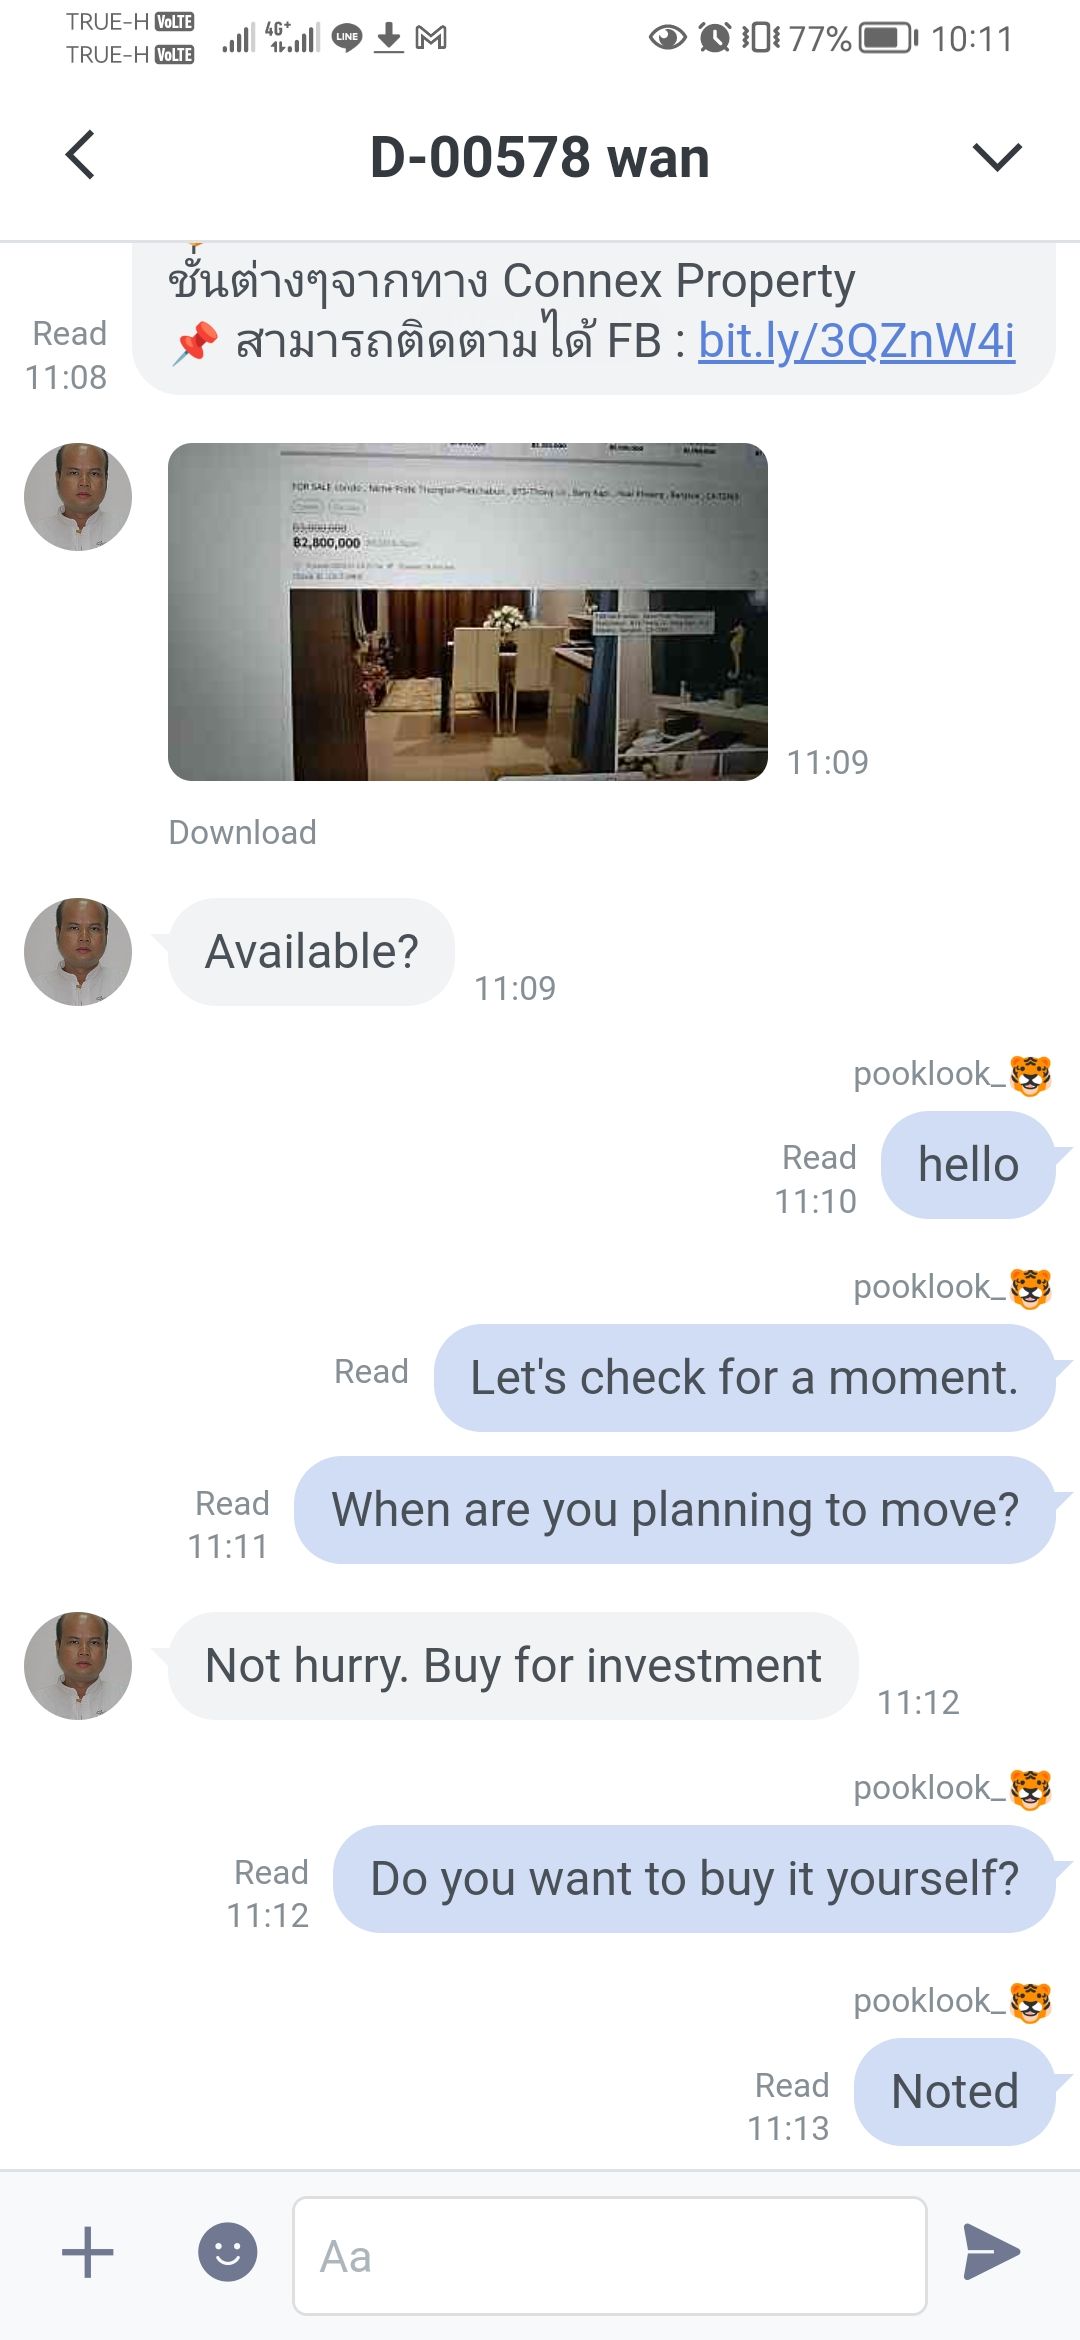 TRUE-H VoLTE
TRUE-H VoLTE
4G+
LINE
77%
10:11
D-00578 wan
ชั่นต่างๆจากทาง Connex Property
📌 สามารถติดตามได้ FB : bit.ly/3QZnW4i
Read
11:08
FOR SALE condo
฿2,800,000
11:09
Download
Available?
11:09
pooklook_🐯
hello
Read
11:10
pooklook_🐯
Let's check for a moment.
Read
When are you planning to move?
Read
11:11
Not hurry. Buy for investment
11:12
pooklook_🐯
Do you want to buy it yourself?
Read
11:12
pooklook_🐯
Noted
Read
11:13
Aa